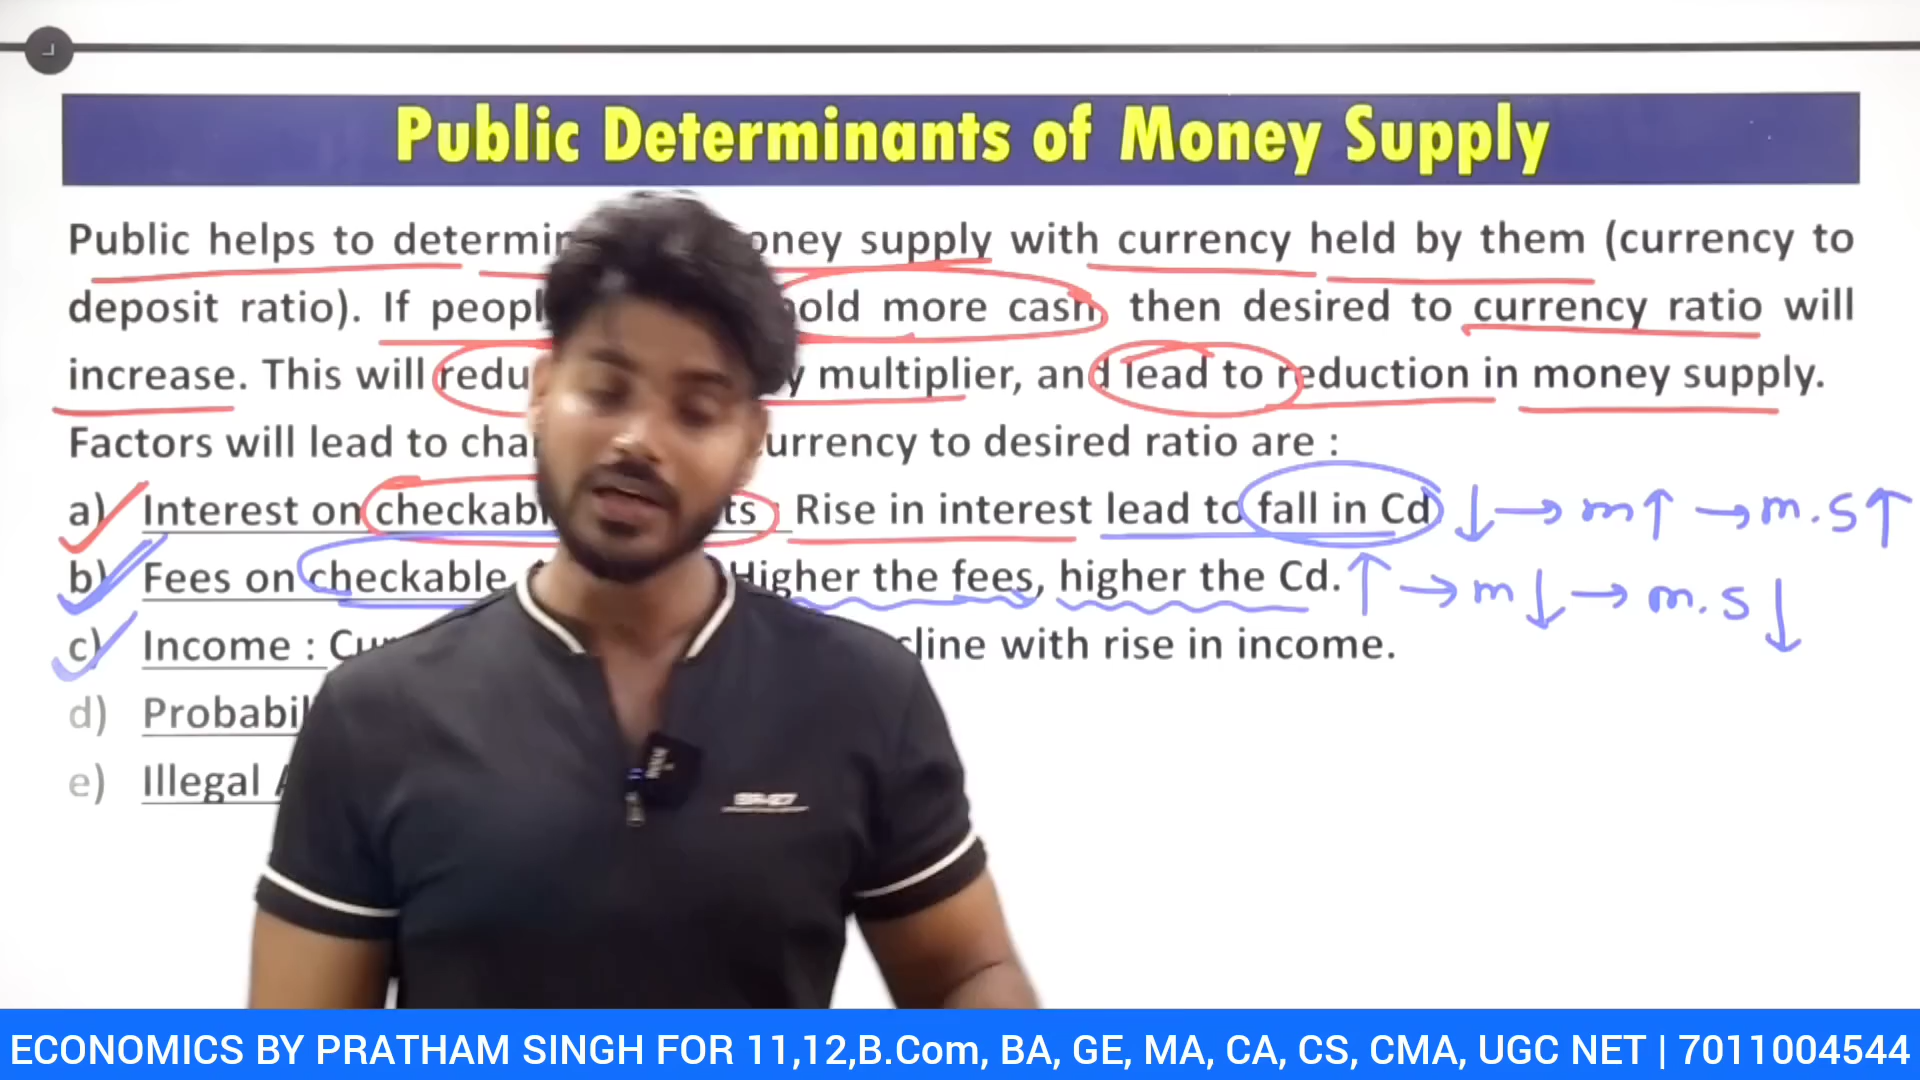 Public Determinants of Money Supply
Public helps to determin oney supply with currency held by them (currency to
deposit ratio). If peopl old more cash, then desired to currency ratio will
increase. This will redu y multiplier, and lead to reduction in money supply.
Factors will lead to cha urrency to desired ratio are :
a) Interest on checkabl ts : Rise in interest lead to fall in Cd ↓ → m↑ → m.s↑
b) Fees on checkable Higher the fees, higher the Cd. ↑ → m↓ → m.s↓
c) Income : Cu cline with rise in income.
d) Probabil
e) Illegal A
ECONOMICS BY PRATHAM SINGH FOR 11,12,B.Com, BA, GE, MA, CA, CS, CMA, UGC NET | 7011004544